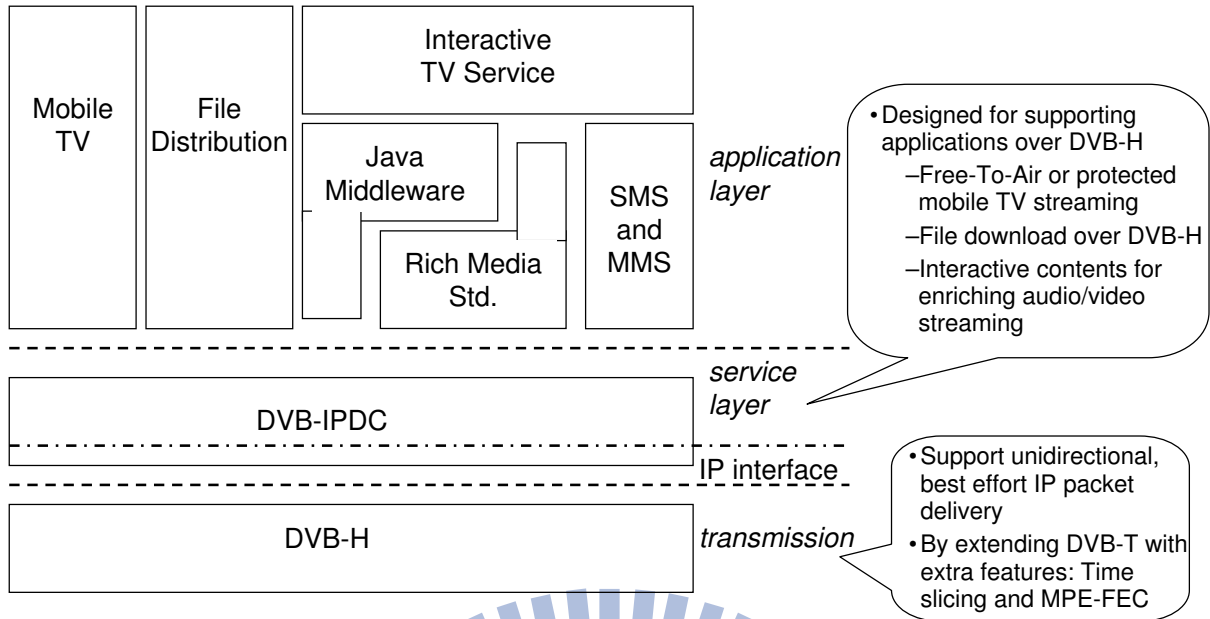 Mobile
TV
File
Distribution
Interactive
TV Service
Java
Middleware
Rich Media
Std.
SMS
and
MMS
application
layer
•Designed for supporting
applications over DVB-H
–Free-To-Air or protected
mobile TV streaming
–File download over DVB-H
–Interactive contents for
enriching audio/video
streaming
service
layer
DVB-IPDC
IP interface
DVB-H
transmission
•Support unidirectional,
best effort IP packet
delivery
•By extending DVB-T with
extra features: Time
slicing and MPE-FEC